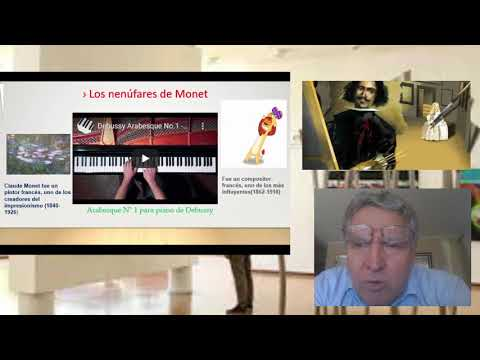 › Los nenúfares de Monet
Debussy Arabesque No.1 -...
Claude Monet fue un
pintor francés, uno de los
creadores del
impresionismo (1840-
1926)
Fue un compositor
francés, uno de los más
influyentes(1862-1918)
Arabesque Nº 1 para piano de Debussy